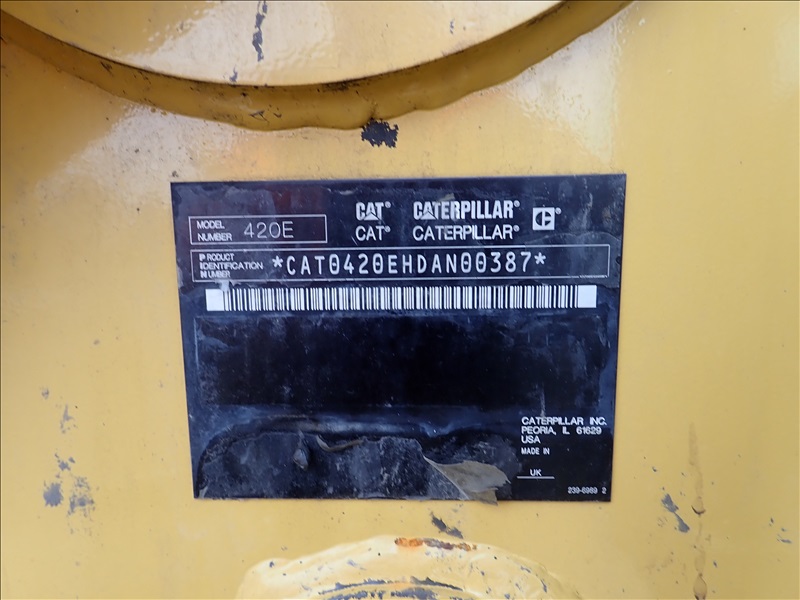 CAT® CATERPILLAR® C®
MODEL NUMBER 420E CAT® CATERPILLAR®
PRODUCT
IDENTIFICATION
NUMBER
*CAT0420EHDAN00387*
CATERPILLAR INC.
PEORIA, IL 61629
USA
MADE IN
UK
239-6989 2